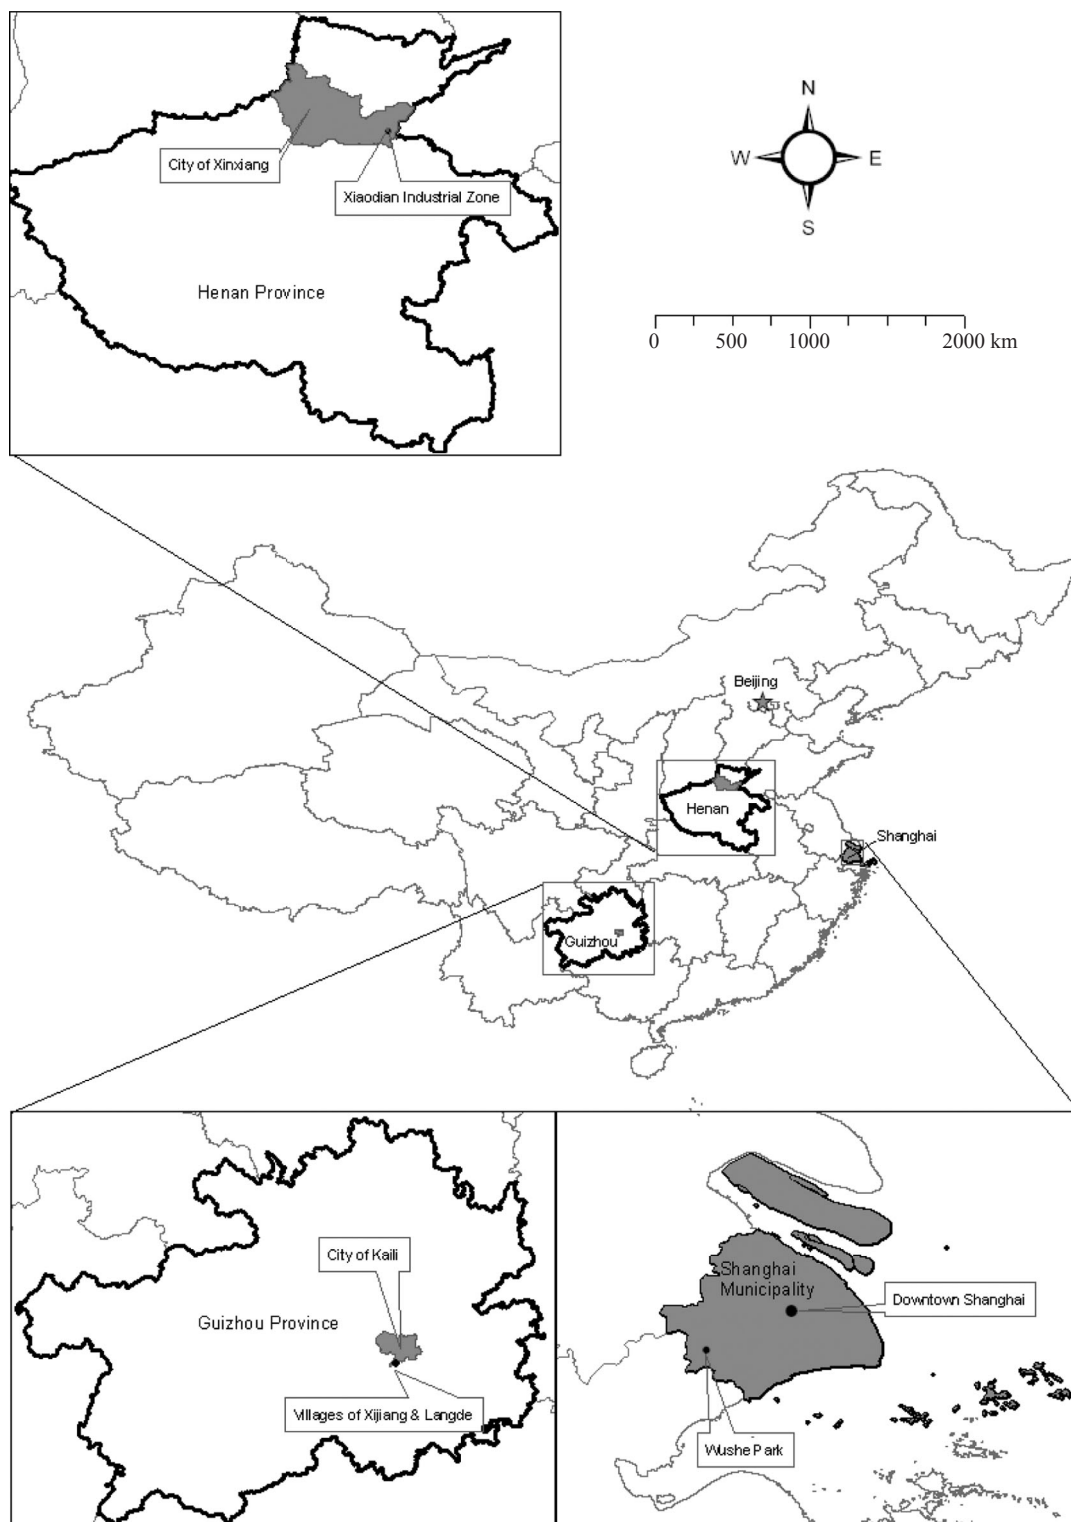 City of Xinxiang
Xiaodian Industrial Zone
Henan Province
N
W
E
S
0 500 1000 2000 km
Beijing
Henan
Shanghai
Guizhou
City of Kaili
Guizhou Province
Villages of Xijiang & Langde
Shanghai
Municipality
Downtown Shanghai
Wushe Park